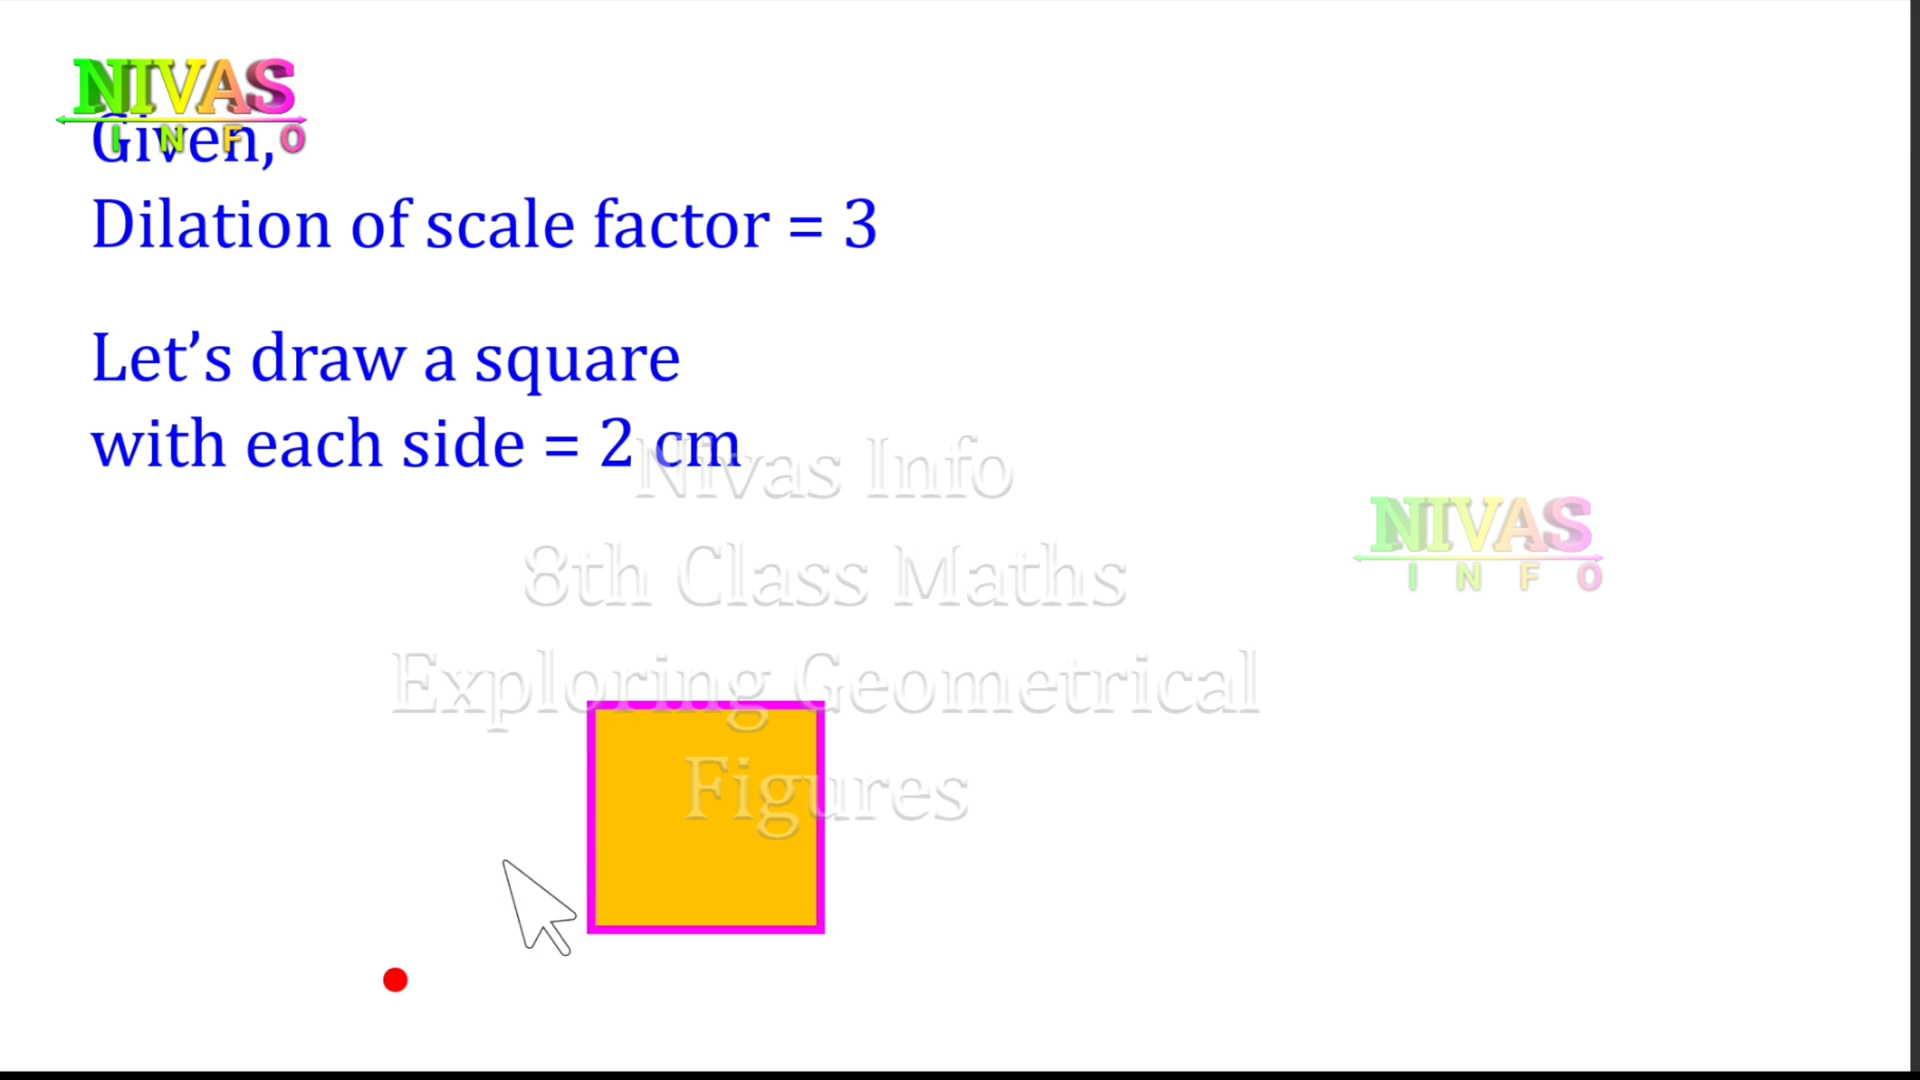 NIVAS
INFO
Given,
Dilation of scale factor = 3
Let’s draw a square
with each side = 2 cm
Nivas Info
8th Class Maths
Exploring Geometrical
Figures
NIVAS
INFO